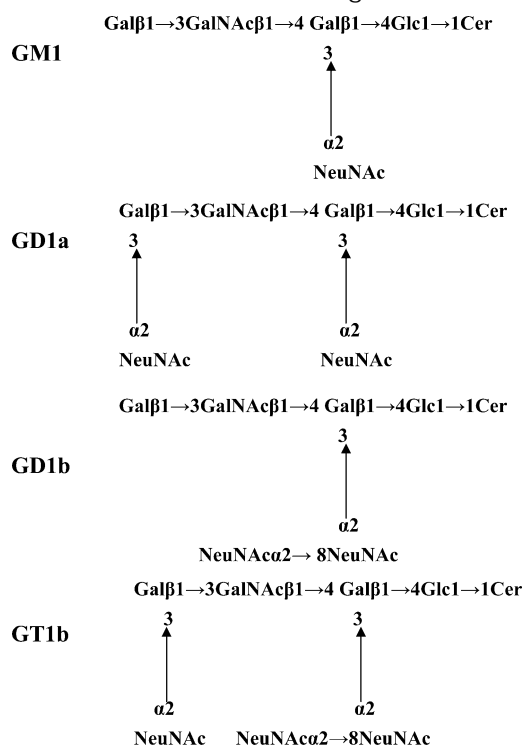 Galβ1→3GalNAcβ1→4 Galβ1→4Glc1→1Cer
GM1
3
α2
NeuNAc
Galβ1→3GalNAcβ1→4 Galβ1→4Glc1→1Cer
GD1a
3 3
α2 α2
NeuNAc NeuNAc
Galβ1→3GalNAcβ1→4 Galβ1→4Glc1→1Cer
3
GD1b
α2
NeuNAcα2→ 8NeuNAc
Galβ1→3GalNAcβ1→4 Galβ1→4Glc1→1Cer
3 3
GT1b
α2 α2
NeuNAc NeuNAcα2→8NeuNAc